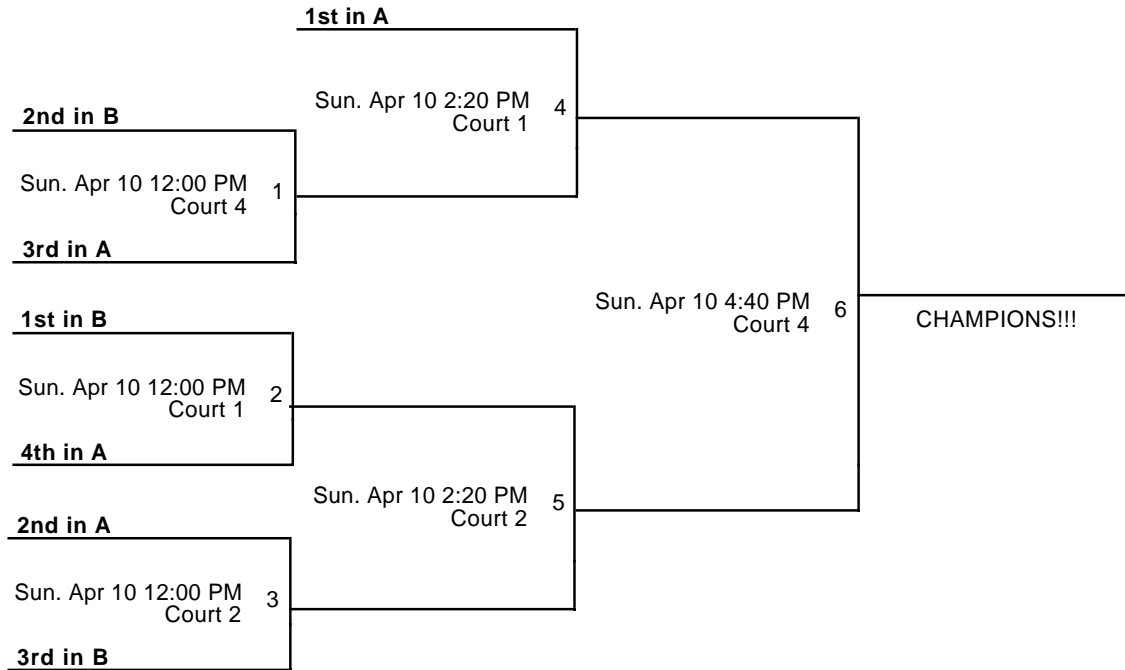 1st in A
Sun. Apr 10 2:20 PM
Court 1
4
2nd in B
Sun. Apr 10 12:00 PM
Court 4
1
3rd in A
Sun. Apr 10 4:40 PM
Court 4
6
CHAMPIONS!!!
1st in B
Sun. Apr 10 12:00 PM
Court 1
2
4th in A
Sun. Apr 10 2:20 PM
Court 2
5
2nd in A
Sun. Apr 10 12:00 PM
Court 2
3
3rd in B